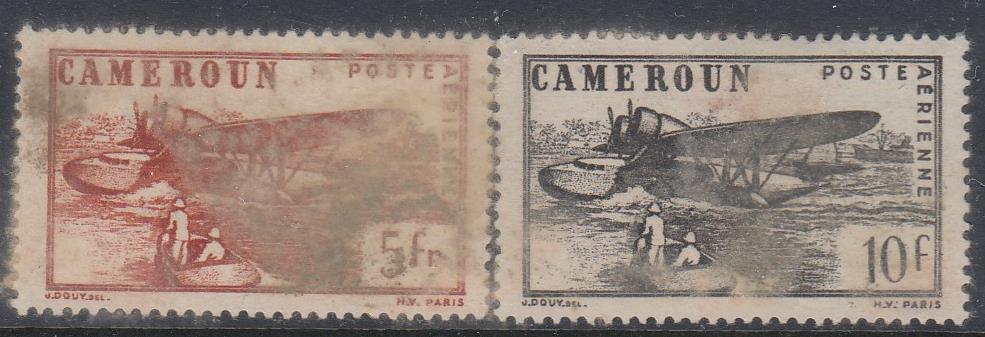 CAMEROUN POSTE AÉRIENNE
5fr
J.DOUY.DEL. H.V. PARIS
CAMEROUN POSTE AÉRIENNE
10f
J.DOUY.DEL. H.V. PARIS